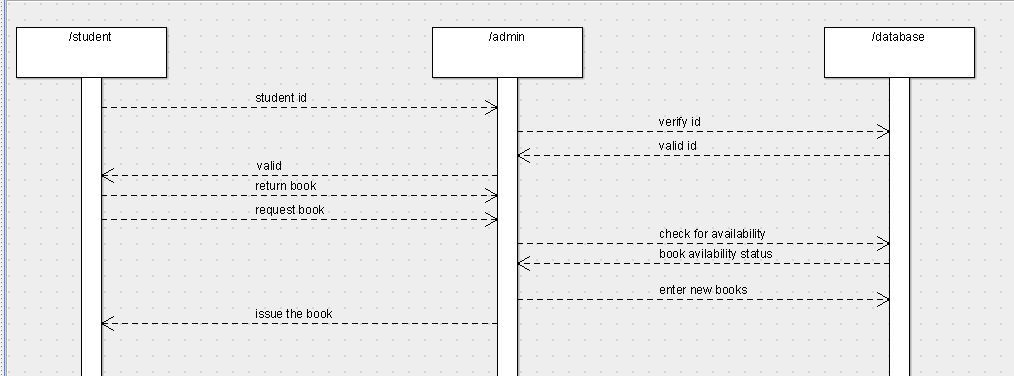 /student
/admin
/database
student id
verify id
valid id
valid
return book
request book
check for availability
book avilability status
enter new books
issue the book